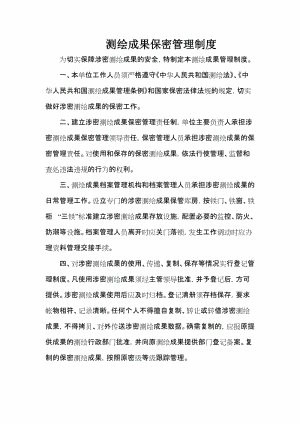 测绘成果保密管理制度
为切实保障涉密测绘成果的安全,特制定本测绘成果管理制度。
一、本单位工作人员须严格遵守《中华人民共和国测绘法》、《中
华人民共和国测绘成果管理条例》和国家保密法律法规的规定,切实
做好涉密测绘成果的保密工作。
二、建立涉密测绘成果保密管理责任制,单位主要负责人承担涉
密测绘成果保密管理领导责任,保密管理人员承担涉密测绘成果的保
密管理责任。对使用和保存的保密测绘成果,依法行使管理、监督和
查处违法违规的行为的权利。
三、测绘成果档案管理机构和档案管理人员承担涉密测绘成果的
日常管理工作。设立专门的涉密测绘成果保管库房,按铁门、铁窗、铁
柜“三铁”标准建立涉密测绘成果存放设施,配置必要的监控、防火、
防潮等设施。档案管理人员离开时应关门落锁,发生工作调动时应办
理资料管理交接手续。
四、对涉密测绘成果的使用、传递、复制、保存等情况实行登记管
理制度。凡使用涉密测绘成果须经主管领导批准,并予登记后,方可
提供。涉密测绘成果使用后应及时归档。登记清册须存档保存,要求
帐物相符、记录清晰。任何个人不得擅自复制、转让或转借涉密测绘成
果,不得拷贝、对外传送涉密测绘成果数据。确需复制的,应报原提
供成果的测绘行政部门批准,并向原测绘成果提供部门登记备案。复
制的保密测绘成果,按照原密级等级跟踪管理。